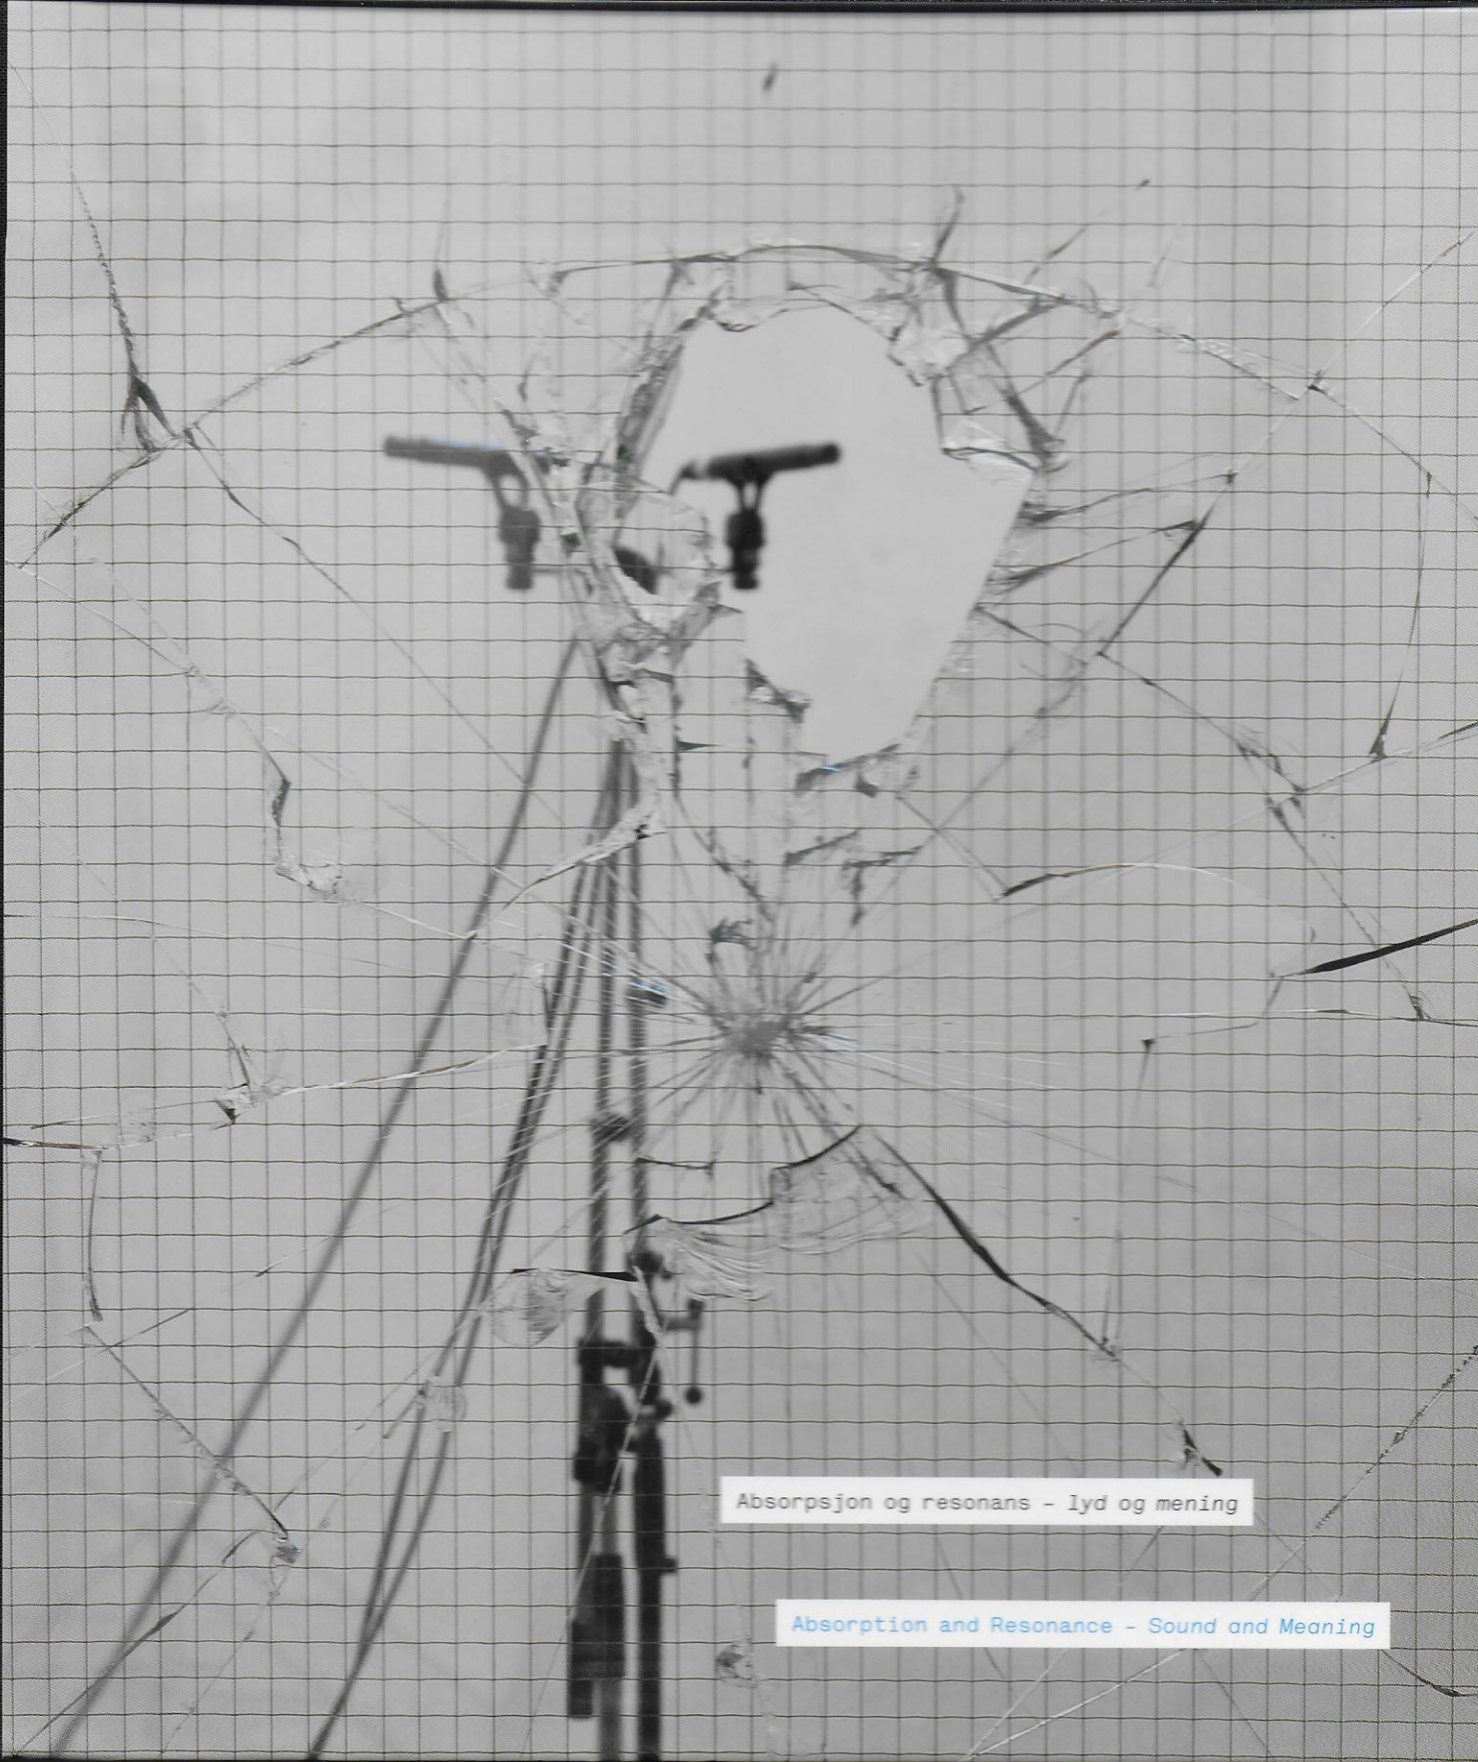 Absorpsjon og resonans – lyd og mening
Absorption and Resonance – Sound and Meaning